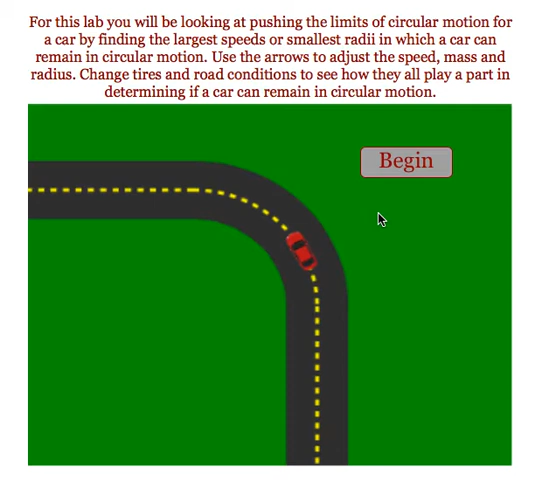 For this lab you will be looking at pushing the limits of circular motion for
a car by finding the largest speeds or smallest radii in which a car can
remain in circular motion. Use the arrows to adjust the speed, mass and
radius. Change tires and road conditions to see how they all play a part in
determining if a car can remain in circular motion.
Begin